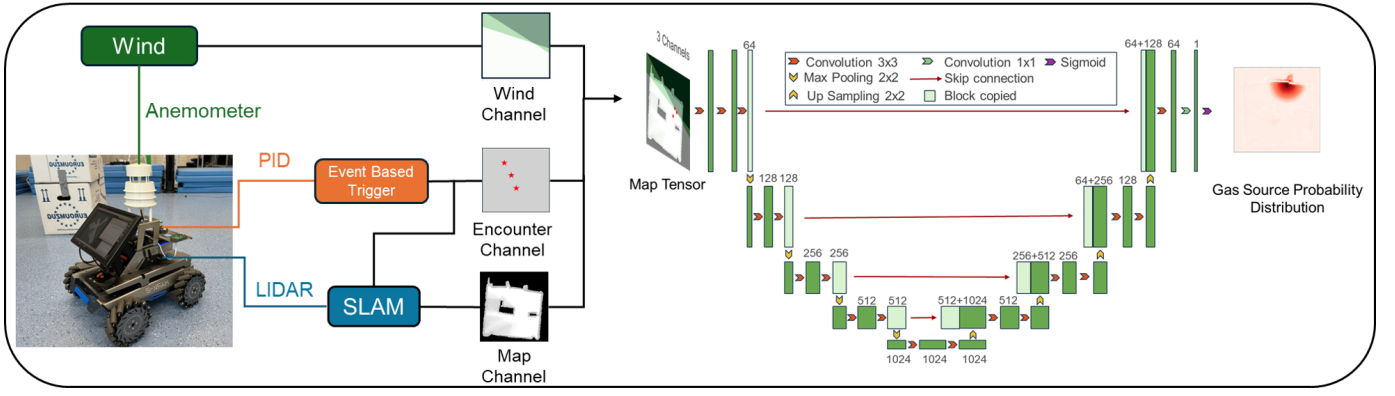 Wind
Anemometer
PID
Event Based
Trigger
LIDAR
SLAM
Wind
Channel
Encounter
Channel
Map
Channel
3 Channels
Map Tensor
64
Convolution 3x3
Convolution 1x1
Sigmoid
Max Pooling 2x2
Skip connection
Up Sampling 2x2
Block copied
64+128
64
1
128
128
64+256
128
256
256
256+512
256
512
512
512+1024
512
1024
1024
1024
Gas Source Probability
Distribution